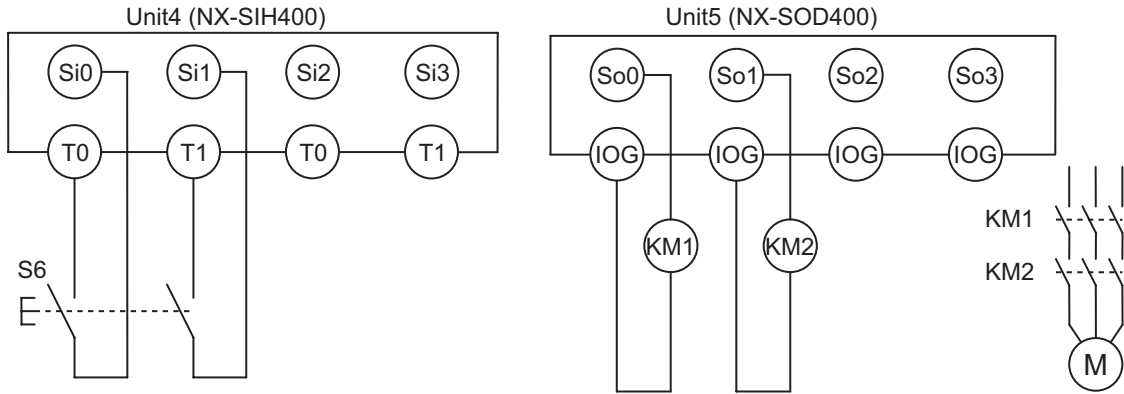 Unit4 (NX-SIH400)
Unit5 (NX-SOD400)
Si0 Si1 Si2 Si3
So0 So1 So2 So3
T0 T1 T0 T1
IOG IOG IOG IOG
KM1
KM1 KM2
S6
KM2
M